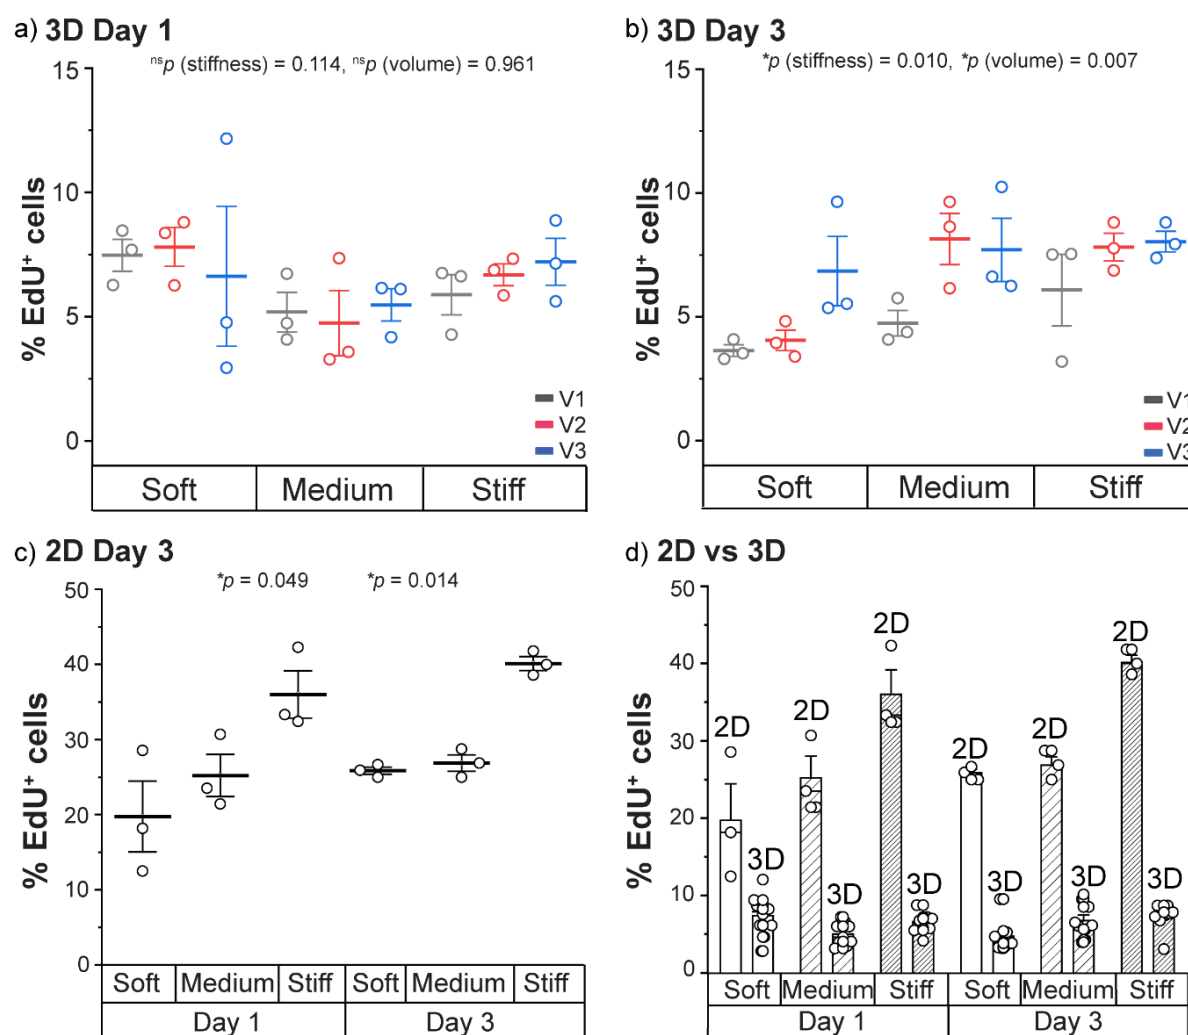 a) 3D Day 1
ⁿˢp (stiffness) = 0.114, ⁿˢp (volume) = 0.961
15
10
5
0
% EdU⁺ cells
V1
V2
V3
Soft Medium Stiff
b) 3D Day 3
*p (stiffness) = 0.010, *p (volume) = 0.007
15
10
5
0
% EdU⁺ cells
V1
V2
V3
Soft Medium Stiff
c) 2D Day 3
*p = 0.049 *p = 0.014
50
40
30
20
10
0
% EdU⁺ cells
Soft Medium Stiff Soft Medium Stiff
Day 1 Day 3
d) 2D vs 3D
50
40
30
20
10
0
% EdU⁺ cells
2D 3D 2D 3D 2D 3D 2D 3D 2D 3D 2D 3D
Soft Medium Stiff Soft Medium Stiff
Day 1 Day 3